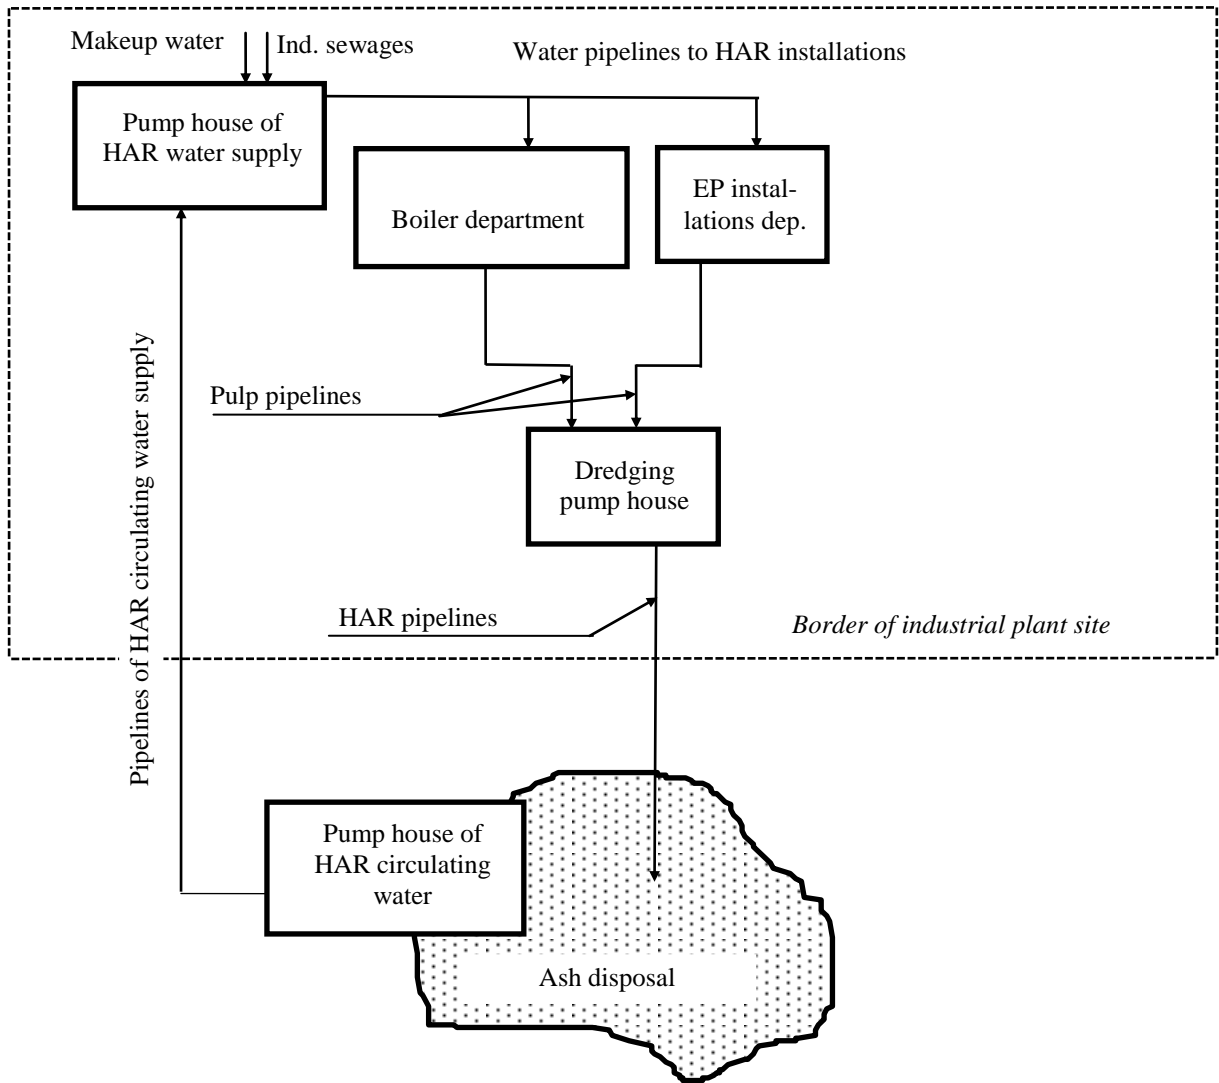 Makeup water
Ind. sewages
Water pipelines to HAR installations
Pump house of
HAR water supply
Boiler department
EP instal-
lations dep.
Pipelines of HAR circulating water supply
Pulp pipelines
Dredging
pump house
HAR pipelines
Border of industrial plant site
Pump house of
HAR circulating
water
Ash disposal